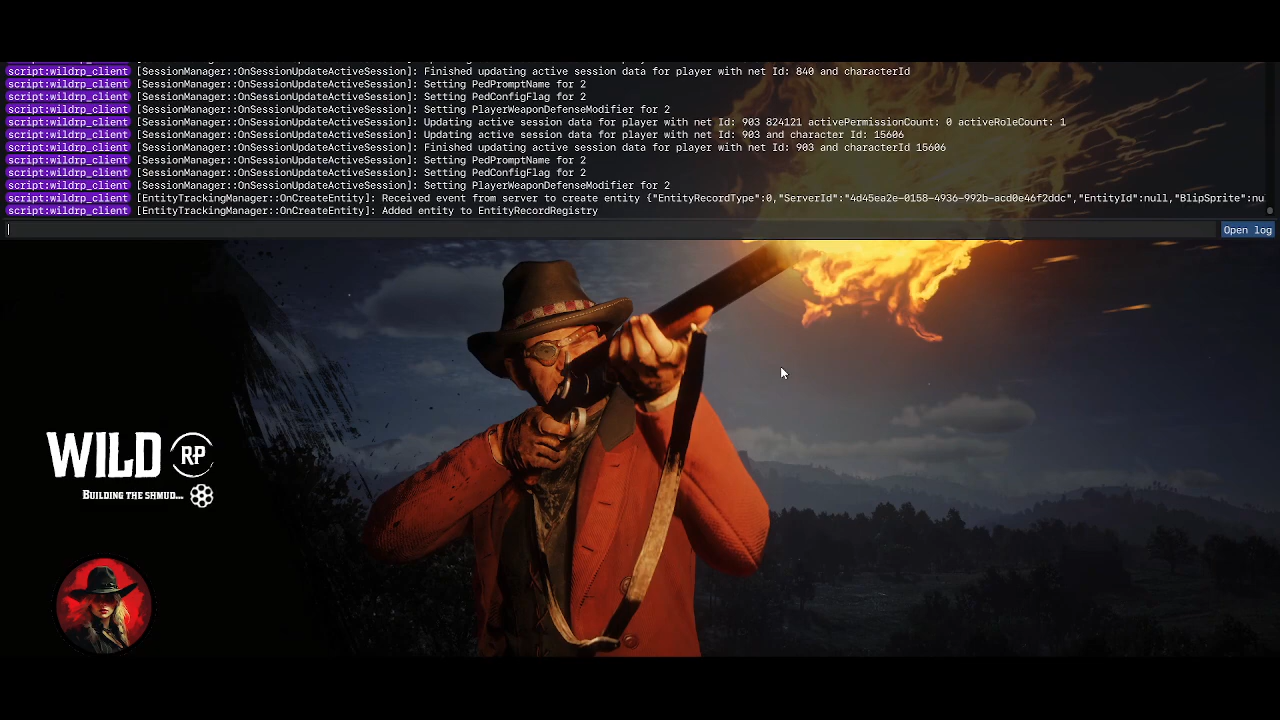 script:wildrp_client [SessionManager::OnSessionUpdateActiveSession]: Finished updating active session data for player with net Id: 840 and characterId
script:wildrp_client [SessionManager::OnSessionUpdateActiveSession]: Setting PedPromptName for 2
script:wildrp_client [SessionManager::OnSessionUpdateActiveSession]: Setting PedConfigFlag for 2
script:wildrp_client [SessionManager::OnSessionUpdateActiveSession]: Setting PlayerWeaponDefenseModifier for 2
script:wildrp_client [SessionManager::OnSessionUpdateActiveSession]: Updating active session data for player with net Id: 903 824121 activePermissionCount: 0 activeRoleCount: 1
script:wildrp_client [SessionManager::OnSessionUpdateActiveSession]: Updating active session data for player with net Id: 903 and character Id: 15606
script:wildrp_client [SessionManager::OnSessionUpdateActiveSession]: Finished updating active session data for player with net Id: 903 and characterId 15606
script:wildrp_client [SessionManager::OnSessionUpdateActiveSession]: Setting PedPromptName for 2
script:wildrp_client [SessionManager::OnSessionUpdateActiveSession]: Setting PedConfigFlag for 2
script:wildrp_client [SessionManager::OnSessionUpdateActiveSession]: Setting PlayerWeaponDefenseModifier for 2
script:wildrp_client [EntityTrackingManager::OnCreateEntity]: Received event from server to create entity {"EntityRecordType":0,"ServerId":"4d45ea2e-0158-4936-992b-acd0e46f2ddc","EntityId":null,"BlipSprite":nu
script:wildrp_client [EntityTrackingManager::OnCreateEntity]: Added entity to EntityRecordRegistry
Open log
WILD RP
BUILDING THE SHMUD...